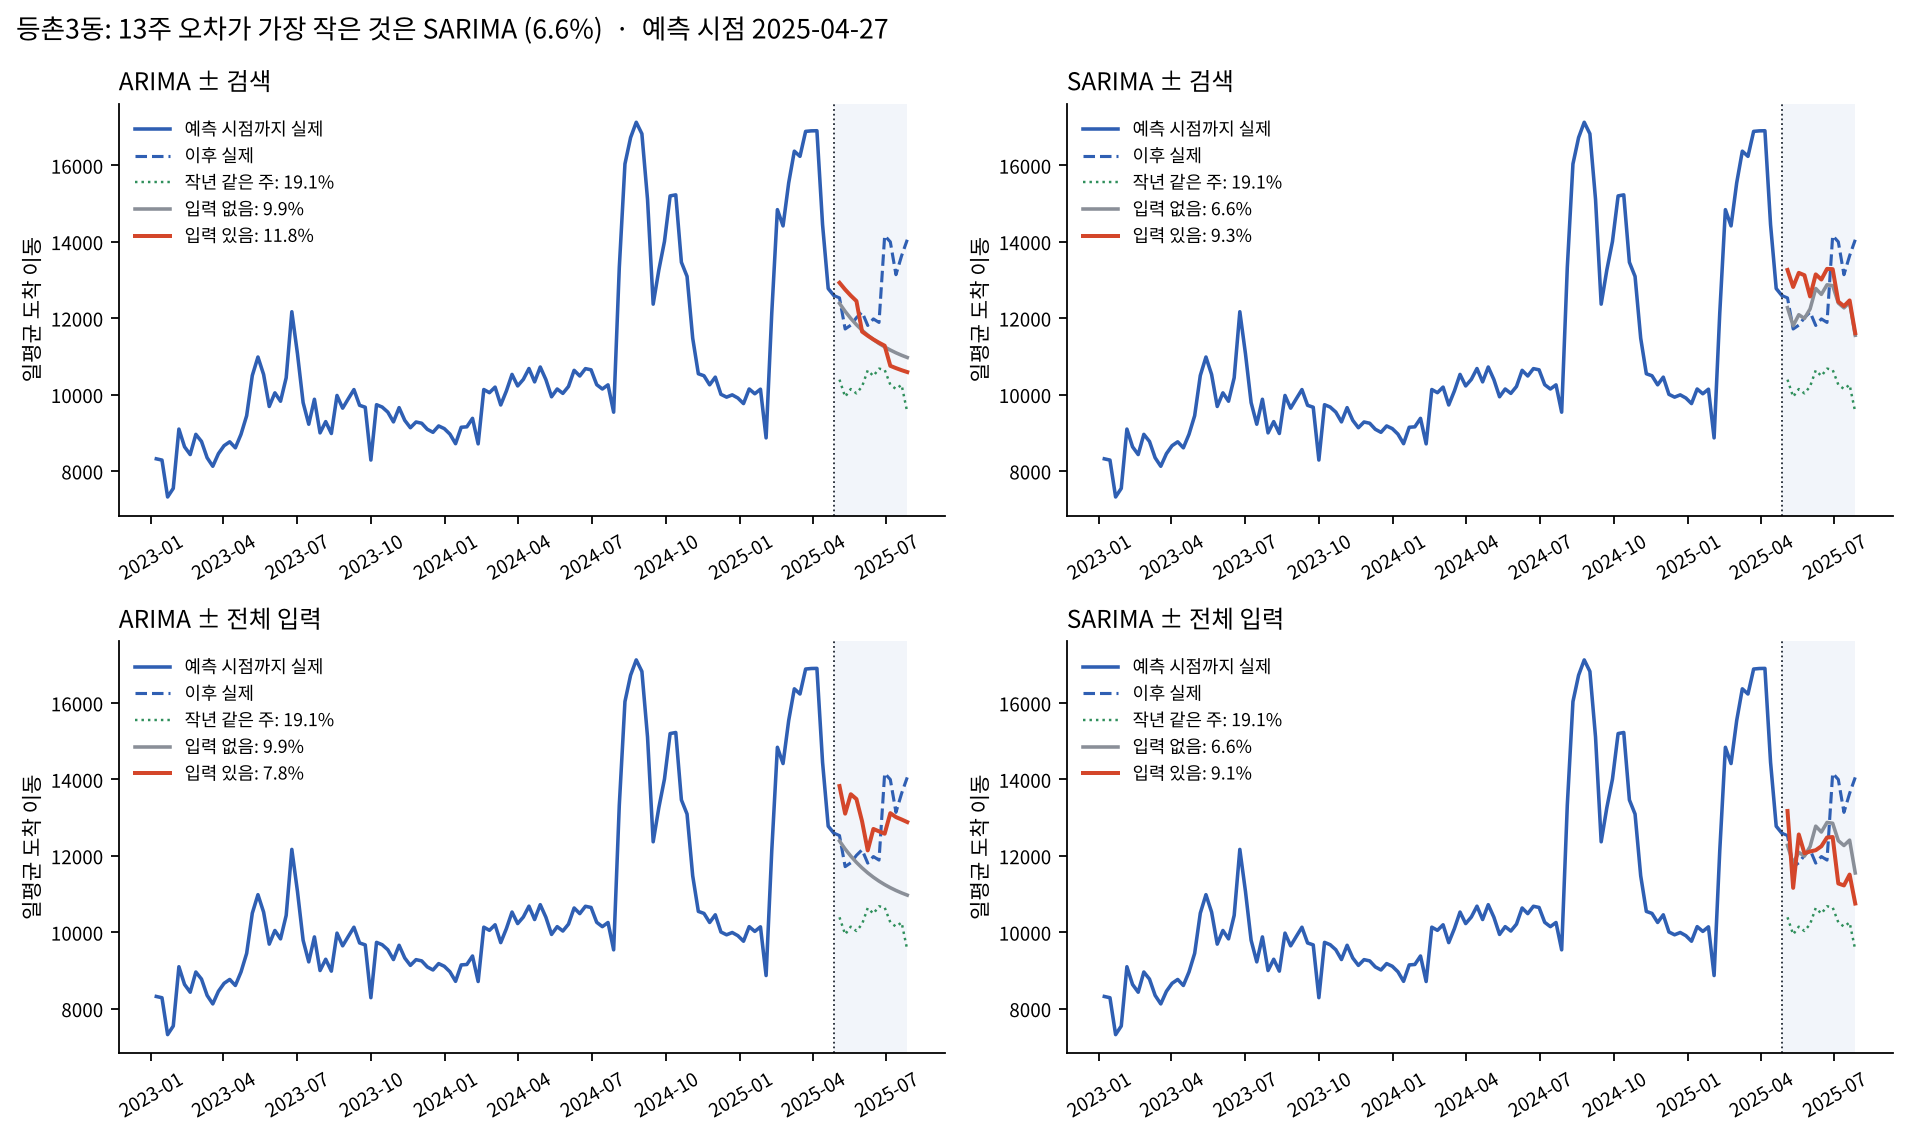 등촌3동: 13주 오차가 가장 작은 것은 SARIMA (6.6%) · 예측 시점 2025-04-27
ARIMA ± 검색
예측 시점까지 실제
이후 실제
작년 같은 주: 19.1%
입력 없음: 9.9%
입력 있음: 11.8%
일평균 도착 이동
16000
14000
12000
10000
8000
2023-01
2023-04
2023-07
2023-10
2024-01
2024-04
2024-07
2024-10
2025-01
2025-04
2025-07
SARIMA ± 검색
예측 시점까지 실제
이후 실제
작년 같은 주: 19.1%
입력 없음: 6.6%
입력 있음: 9.3%
일평균 도착 이동
16000
14000
12000
10000
8000
2023-01
2023-04
2023-07
2023-10
2024-01
2024-04
2024-07
2024-10
2025-01
2025-04
2025-07
ARIMA ± 전체 입력
예측 시점까지 실제
이후 실제
작년 같은 주: 19.1%
입력 없음: 9.9%
입력 있음: 7.8%
일평균 도착 이동
16000
14000
12000
10000
8000
2023-01
2023-04
2023-07
2023-10
2024-01
2024-04
2024-07
2024-10
2025-01
2025-04
2025-07
SARIMA ± 전체 입력
예측 시점까지 실제
이후 실제
작년 같은 주: 19.1%
입력 없음: 6.6%
입력 있음: 9.1%
일평균 도착 이동
16000
14000
12000
10000
8000
2023-01
2023-04
2023-07
2023-10
2024-01
2024-04
2024-07
2024-10
2025-01
2025-04
2025-07